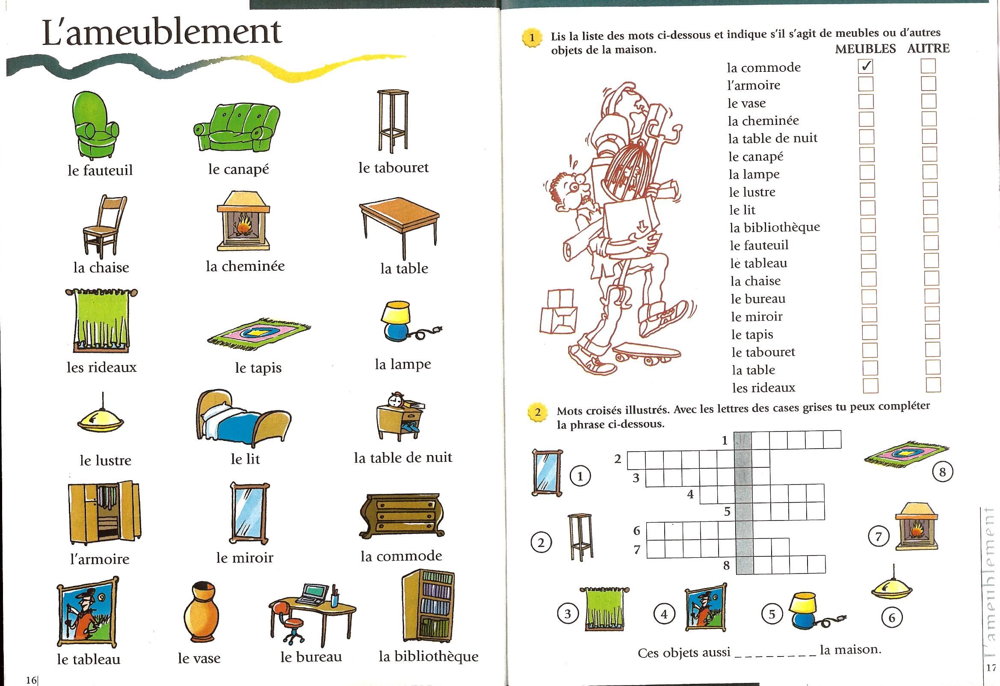 L'ameublement
le fauteuil
le canapé
le tabouret
la chaise
la cheminée
la table
les rideaux
le tapis
la lampe
le lustre
le lit
la table de nuit
l'armoire
le miroir
la commode
le tableau
le vase
le bureau
la bibliothèque
16
1 Lis la liste des mots ci-dessous et indique s'il s'agit de meubles ou d'autres
objets de la maison.
MEUBLES AUTRE
la commode ✓
l'armoire
le vase
la cheminée
la table de nuit
le canapé
la lampe
le lustre
le lit
la bibliothèque
le fauteuil
le tableau
la chaise
le bureau
le miroir
le tapis
le tabouret
la table
les rideaux
2 Mots croisés illustrés. Avec les lettres des cases grises tu peux compléter
la phrase ci-dessous.
1
2
3
4
5
6
7
8
1
8
2
7
3
4
5
6
Ces objets aussi _ _ _ _ _ _ _ _ la maison.
L'ameublement
17